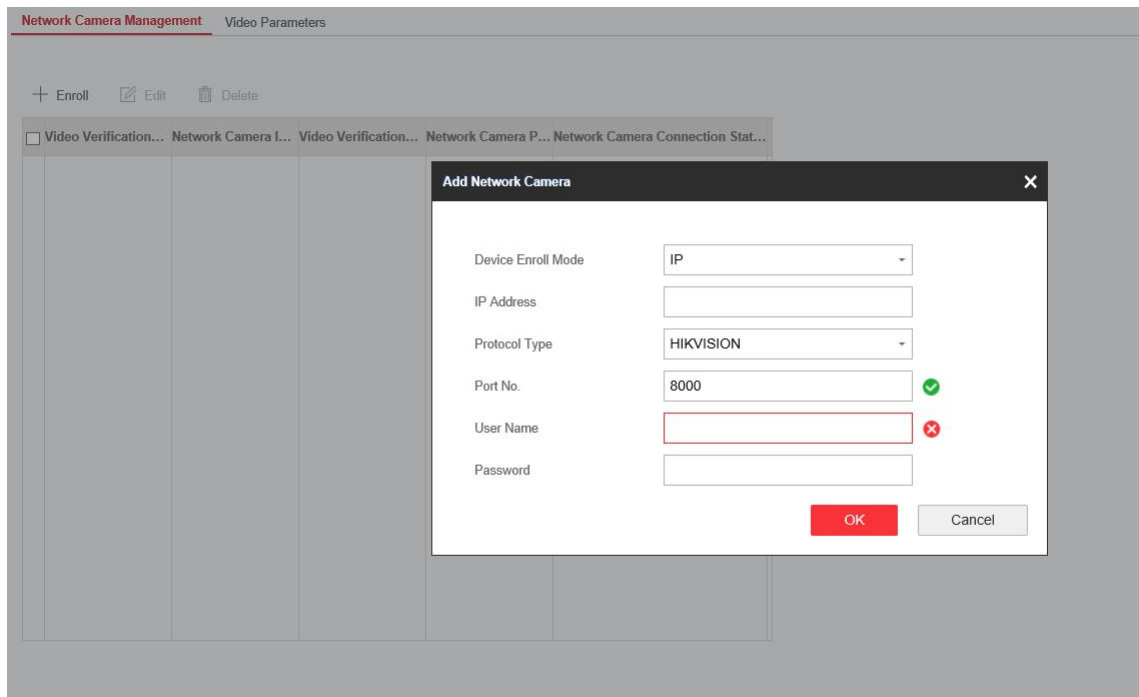 Network Camera Management Video Parameters
Enroll Edit Delete
Video Verification... Network Camera I... Video Verification... Network Camera P... Network Camera Connection Stat...
Add Network Camera
Device Enroll Mode IP
IP Address
Protocol Type HIKVISION
Port No. 8000
User Name
Password
OK Cancel